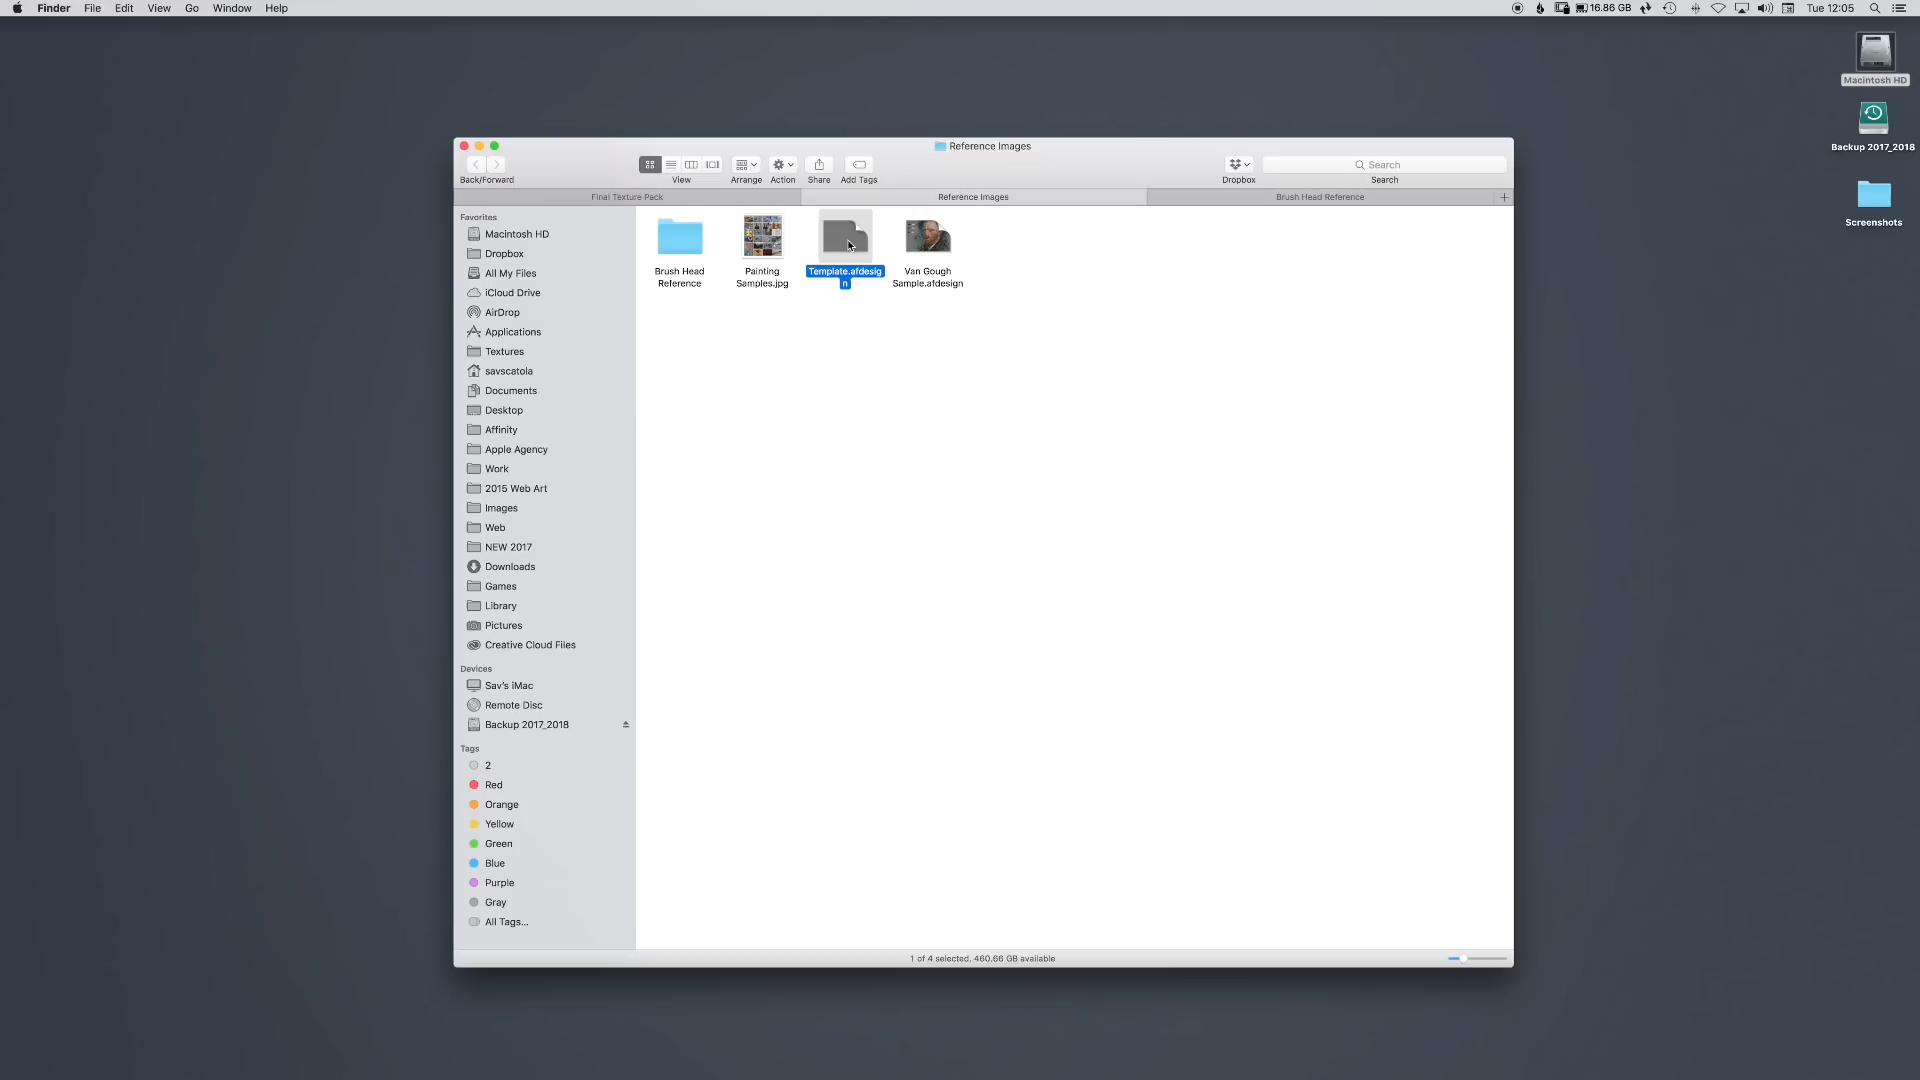 Finder File Edit View Go Window Help
16.86 GB Tue 12:05
Macintosh HD
Backup 2017_2018
Screenshots
Reference Images
Search
Back/Forward View Arrange Action Share Add Tags Dropbox Search
Final Texture Pack Reference Images Brush Head Reference
Favorites
Macintosh HD
Dropbox
All My Files
iCloud Drive
AirDrop
Applications
Textures
savscatola
Documents
Desktop
Affinity
Apple Agency
Work
2015 Web Art
Images
Web
NEW 2017
Downloads
Games
Library
Pictures
Creative Cloud Files
Devices
Sav's iMac
Remote Disc
Backup 2017_2018
Tags
2
Red
Orange
Yellow
Green
Blue
Purple
Gray
All Tags...
Brush Head
Reference
Painting
Samples.jpg
Template.afdesig
n
Van Gough
Sample.afdesign
1 of 4 selected, 460.66 GB available